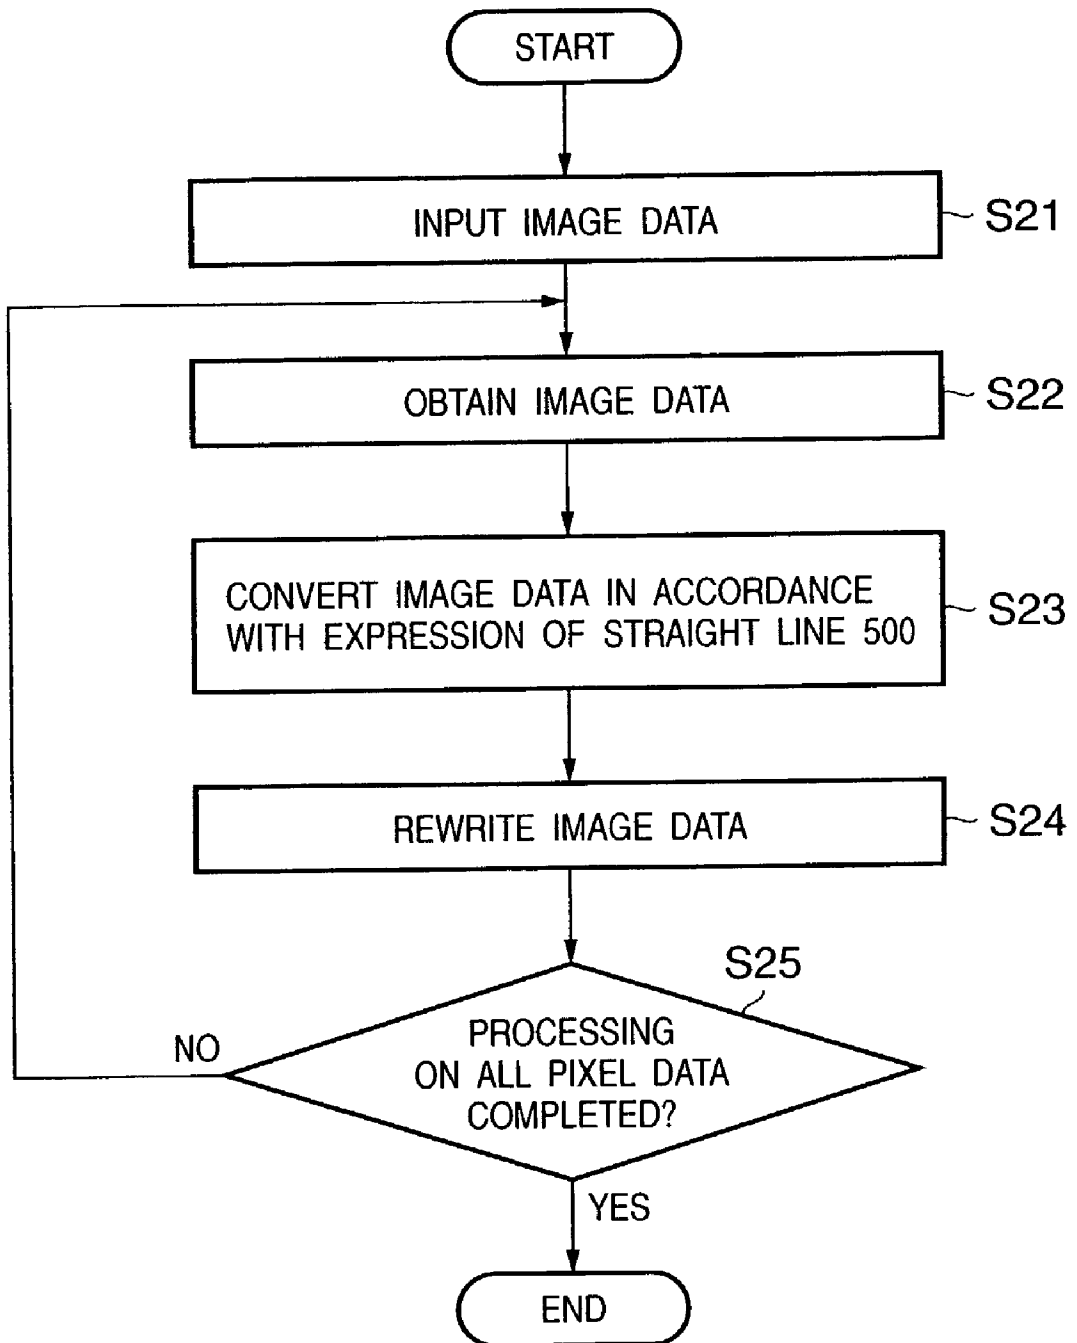 START
INPUT IMAGE DATA
S21
OBTAIN IMAGE DATA
S22
CONVERT IMAGE DATA IN ACCORDANCE
WITH EXPRESSION OF STRAIGHT LINE 500
S23
REWRITE IMAGE DATA
S24
S25
PROCESSING
ON ALL PIXEL DATA
COMPLETED?
NO
YES
END